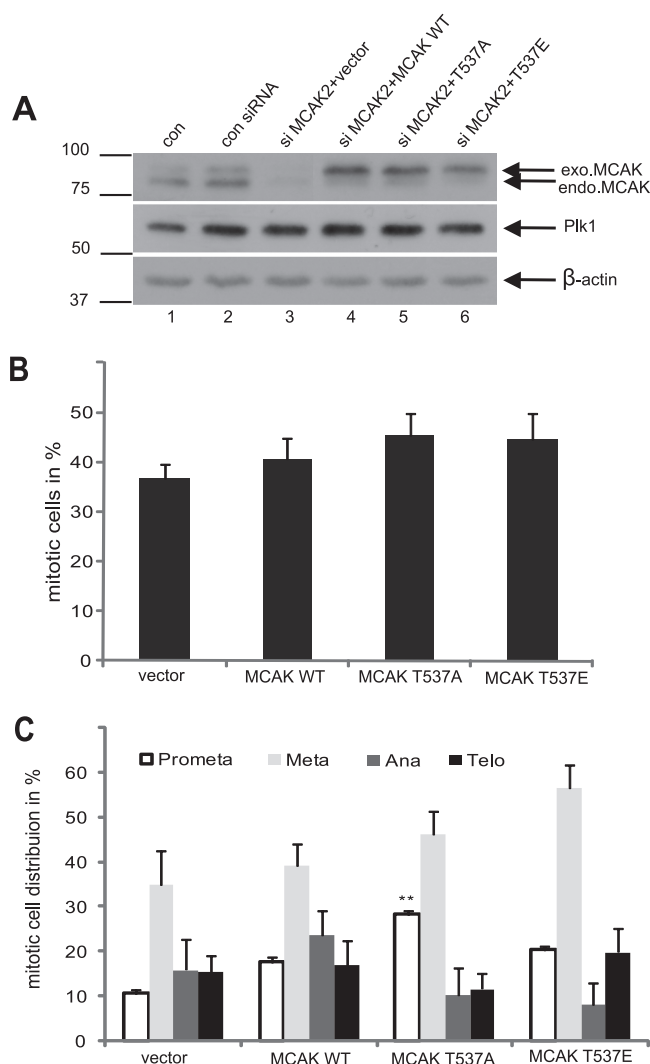 A
con
con siRNA
si MCAK2+vector
si MCAK2+MCAK WT
si MCAK2+T537A
si MCAK2+T537E
100
75
exo.MCAK
endo.MCAK
Plk1
50
β-actin
37
1 2 3 4 5 6
B
mitotic cells in %
50
40
30
20
10
0
vector MCAK WT MCAK T537A MCAK T537E
C
Prometa Meta Ana Telo
mitotic cell distribuion in %
60
50
40
30
20
10
0
**
vector MCAK WT MCAK T537A MCAK T537E